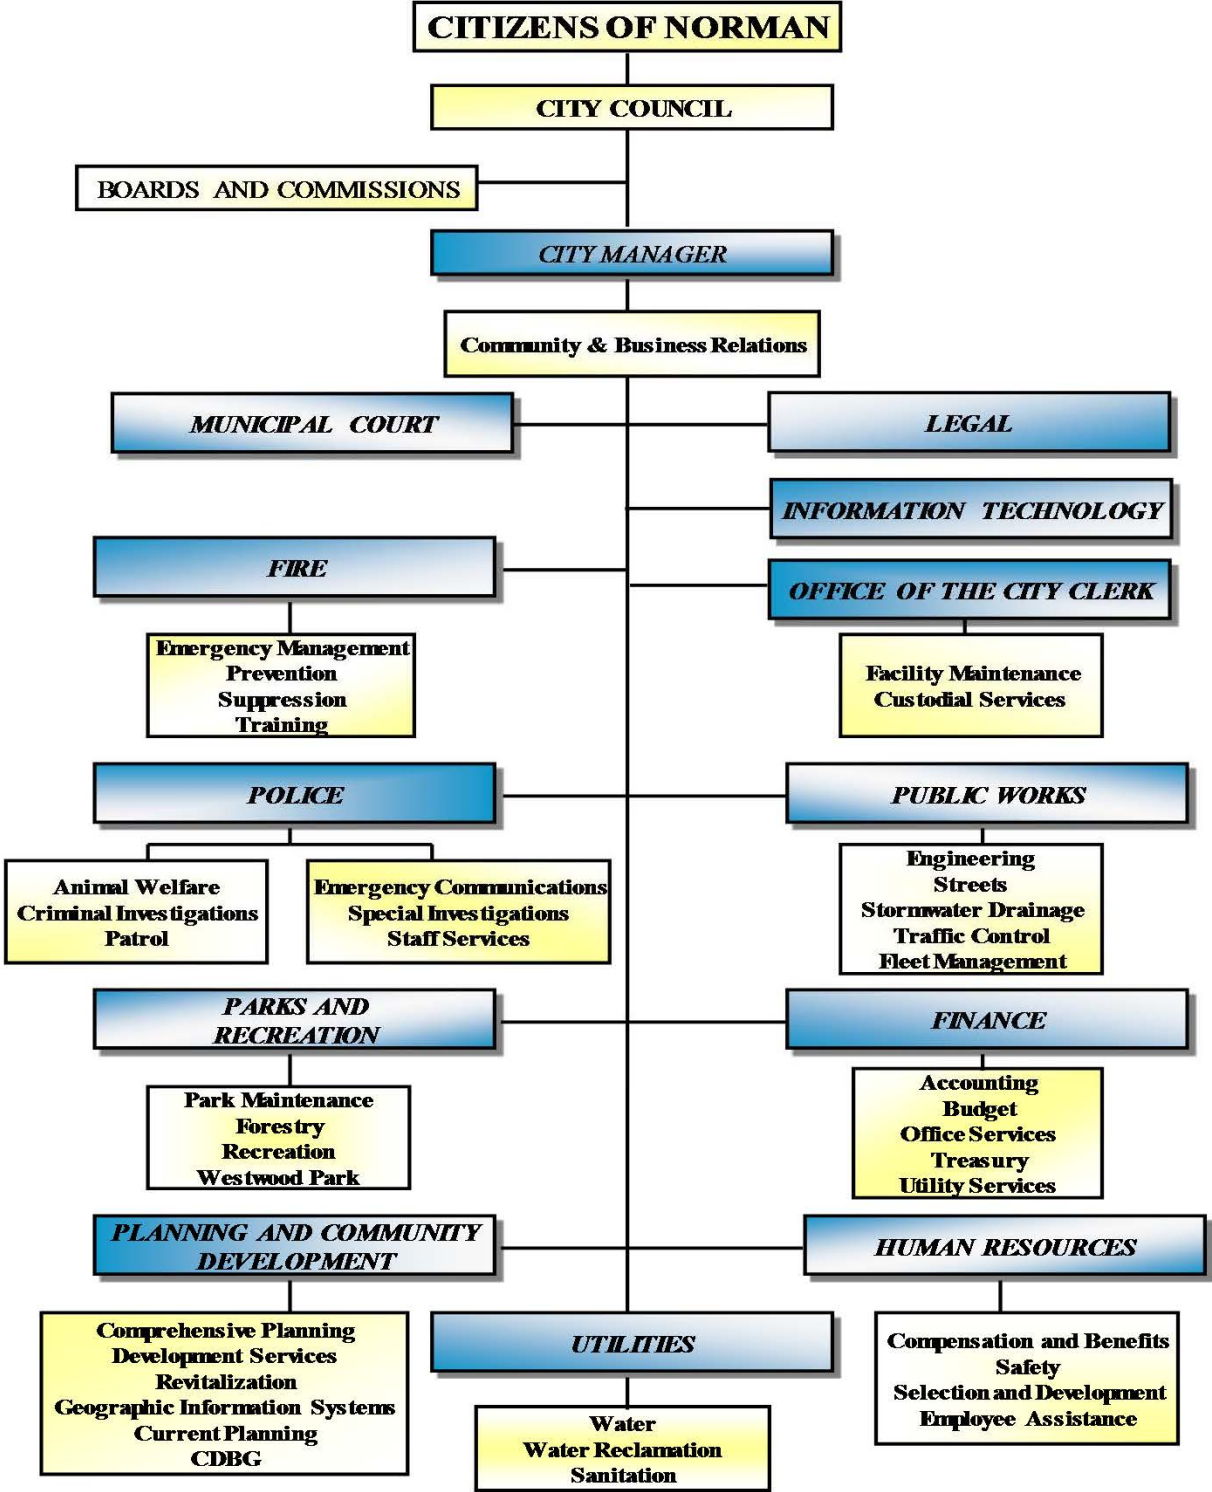 CITIZENS OF NORMAN
CITY COUNCIL
BOARDS AND COMMISSIONS
CITY MANAGER
Community & Business Relations
MUNICIPAL COURT
LEGAL
INFORMATION TECHNOLOGY
FIRE
OFFICE OF THE CITY CLERK
Emergency Management
Prevention
Suppression
Training
Facility Maintenance
Custodial Services
POLICE
PUBLIC WORKS
Animal Welfare
Criminal Investigations
Patrol
Emergency Communications
Special Investigations
Staff Services
Engineering
Streets
Stormwater Drainage
Traffic Control
Fleet Management
PARKS AND
RECREATION
FINANCE
Park Maintenance
Forestry
Recreation
Westwood Park
Accounting
Budget
Office Services
Treasury
Utility Services
PLANNING AND COMMUNITY
DEVELOPMENT
HUMAN RESOURCES
Comprehensive Planning
Development Services
Revitalization
Geographic Information Systems
Current Planning
CDBG
UTILITIES
Water
Water Reclamation
Sanitation
Compensation and Benefits
Safety
Selection and Development
Employee Assistance